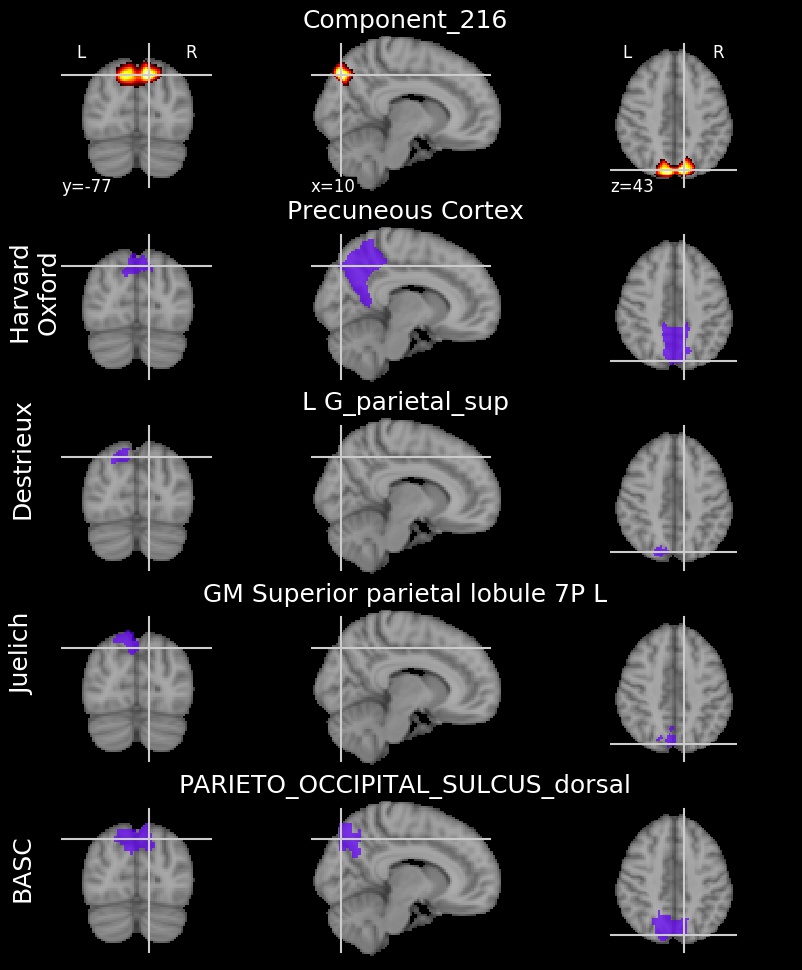 Component_216
L R
L R
y=-77
x=10
z=43
Precuneous Cortex
Harvard
Oxford
L G_parietal_sup
Destrieux
GM Superior parietal lobule 7P L
Juelich
PARIETO_OCCIPITAL_SULCUS_dorsal
BASC